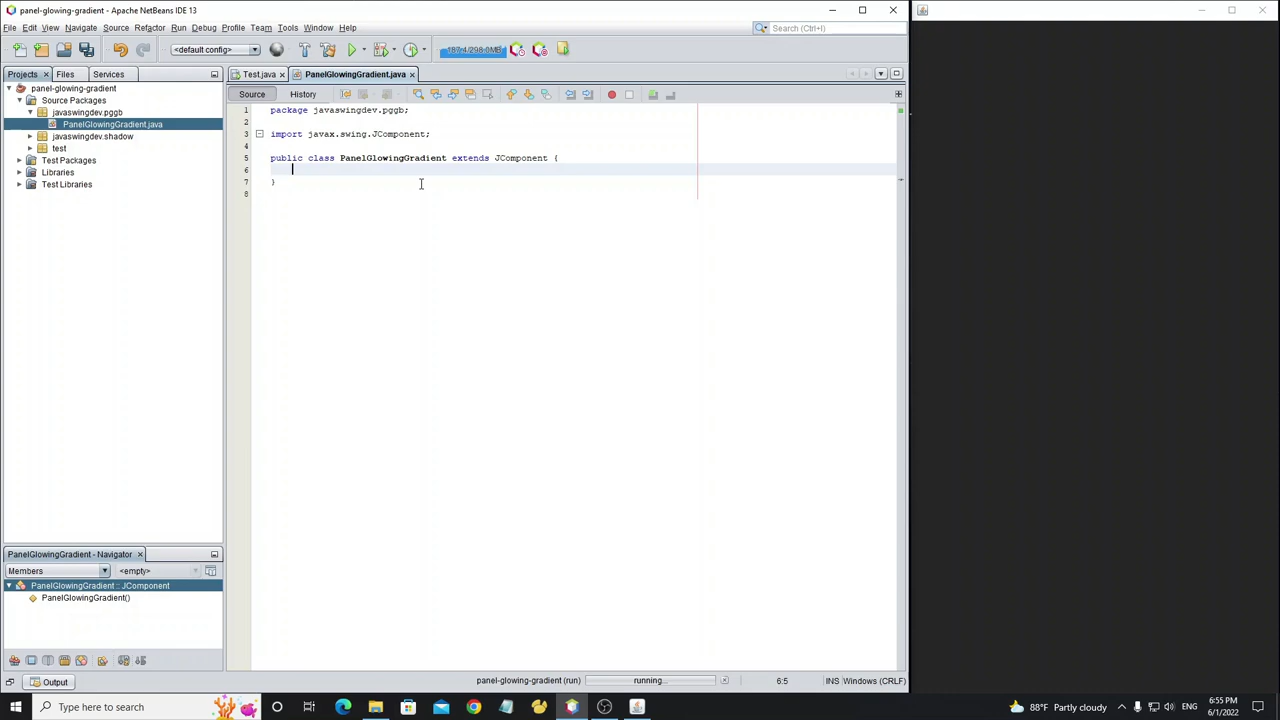 panel-glowing-gradient - Apache NetBeans IDE 13
File Edit View Navigate Source Refactor Run Debug Profile Team Tools Window Help
Search (Ctrl+I)
<default config>
187.4/298.0MB
Projects Files Services
Test.java PanelGlowingGradient.java
Source History
panel-glowing-gradient
Source Packages
javaswingdev.pggb
PanelGlowingGradient.java
javaswingdev.shadow
test
Test Packages
Libraries
Test Libraries
1 package javaswingdev.pggb;
2
3 import javax.swing.JComponent;
4
5 public class PanelGlowingGradient extends JComponent {
6
7 }
8
PanelGlowingGradient - Navigator
Members <empty>
PanelGlowingGradient :: JComponent
PanelGlowingGradient()
Output
panel-glowing-gradient (run) running... 6:5 INS Windows (CRLF)
Type here to search
88°F Partly cloudy ENG
6:55 PM
6/1/2022